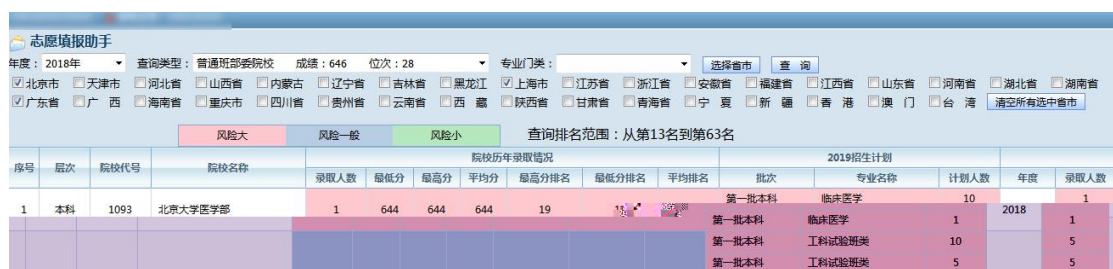 志愿填报助手
年度： 2018年 查询类型： 普通班部委院校 成绩：646 位次：28 专业门类： 选择省市 查 询
北京市 天津市 河北省 山西省 内蒙古 辽宁省 吉林省 黑龙江 上海市 江苏省 浙江省 安徽省 福建省 江西省 山东省 河南省 湖北省 湖南省
广东省 广 西 海南省 重庆市 四川省 贵州省 云南省 西 藏 陕西省 甘肃省 青海省 宁 夏 新 疆 香 港 澳 门 台 湾 清空所有选中省市
风险大 风险一般 风险小 查询排名范围：从第13名到第63名
序号 层次 院校代号 院校名称 院校历年录取情况 2019招生计划
录取人数 最低分 最高分 平均分 最高分排名 最低分排名 平均排名 批次 专业名称 计划人数 年度 录取人数
第一批本科 临床医学 10 1
1 本科 1093 北京大学医学部 1 644 644 644 19 2018
第一批本科 临床医学 1 1
第一批本科 工科试验班类 10 5
第一批本科 工科试验班类 5 5